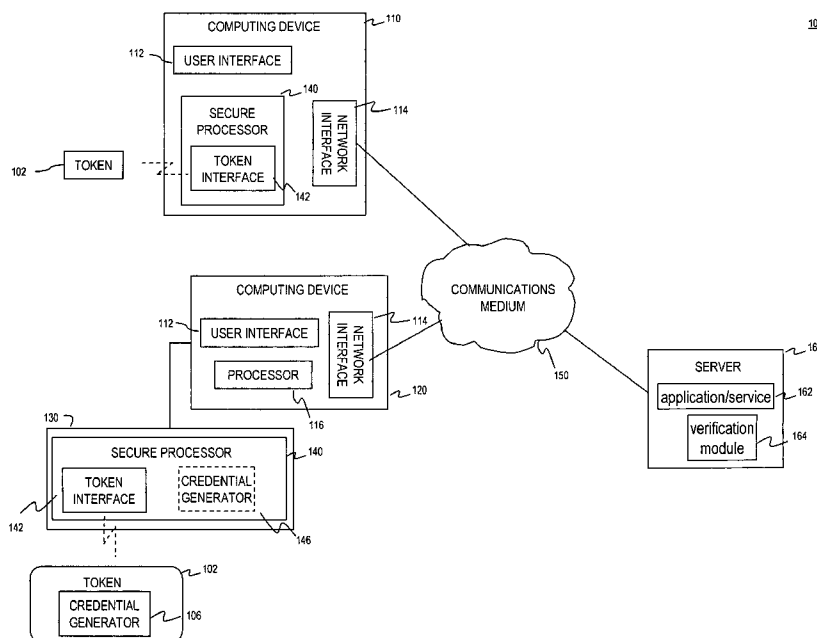 COMPUTING DEVICE
110
10
112
USER INTERFACE
140
SECURE
PROCESSOR
114
NETWORK
INTERFACE
102
TOKEN
TOKEN
INTERFACE
142
COMPUTING DEVICE
COMMUNICATIONS
MEDIUM
112
USER INTERFACE
114
NETWORK
INTERFACE
PROCESSOR
150
16
SERVER
120
116
application/service
162
130
verification
module
164
SECURE PROCESSOR
140
TOKEN
INTERFACE
CREDENTIAL
GENERATOR
142
146
102
TOKEN
CREDENTIAL
GENERATOR
106